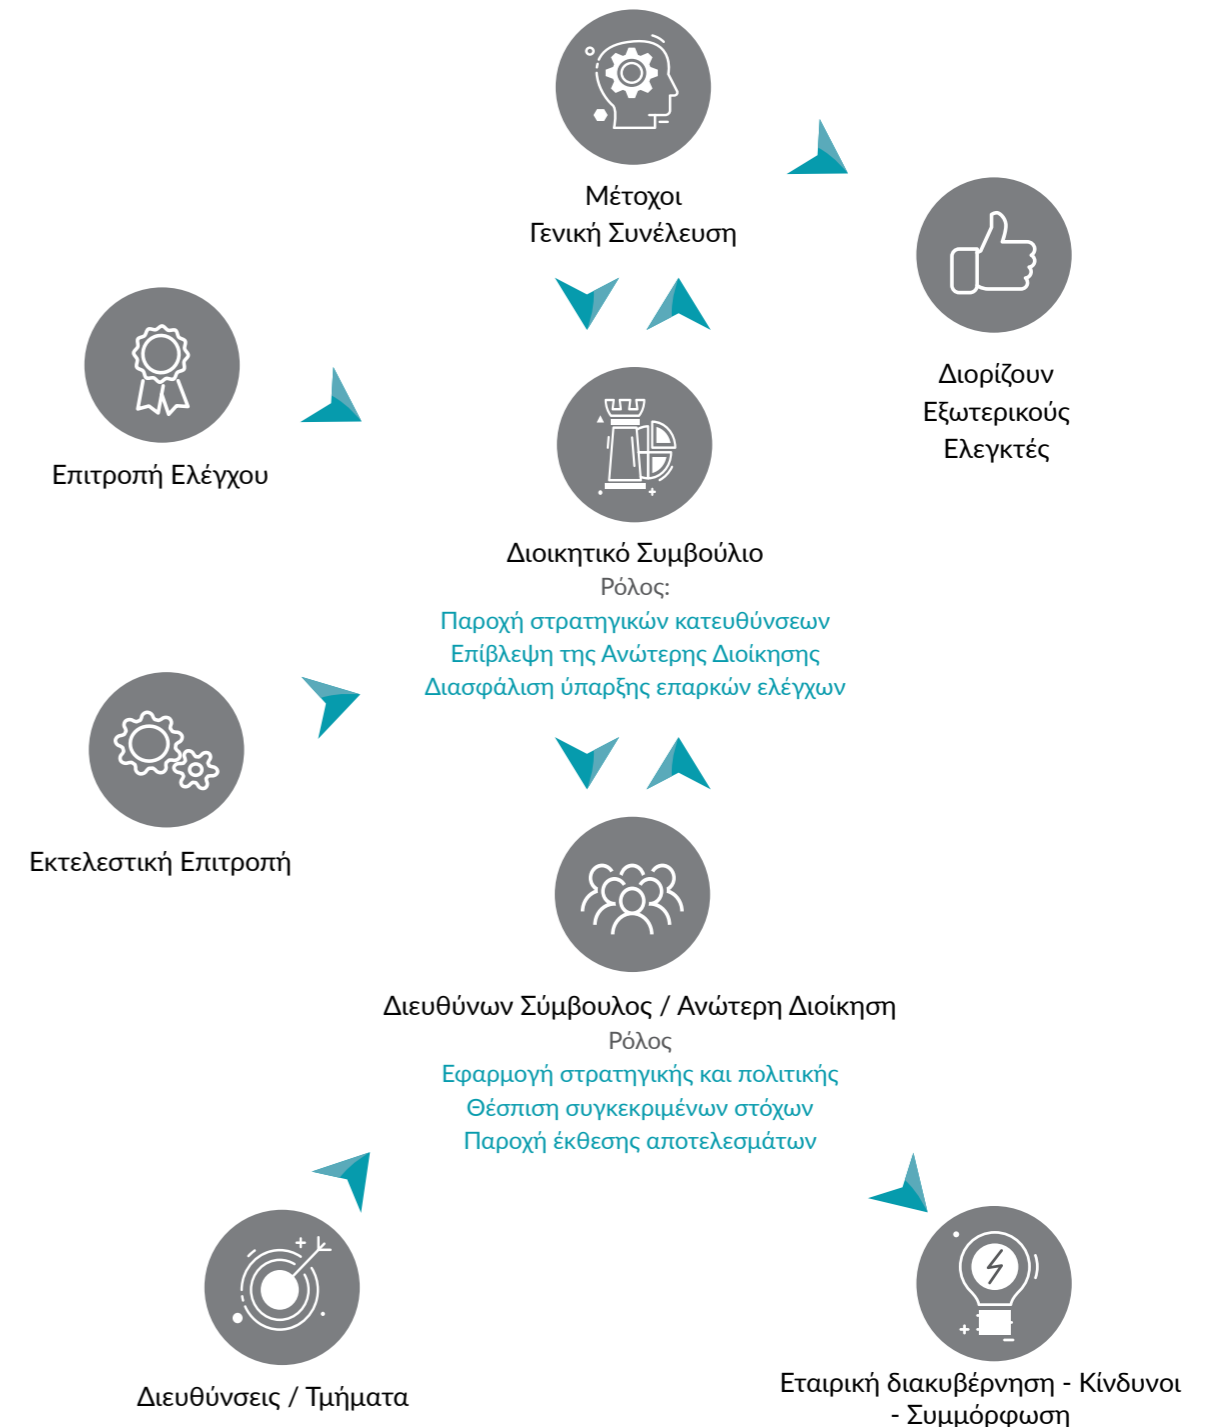 Μέτοχοι
Γενική Συνέλευση
Διορίζουν
Εξωτερικούς
Ελεγκτές
Επιτροπή Ελέγχου
Διοικητικό Συμβούλιο
Ρόλος:
Παροχή στρατηγικών κατευθύνσεων
Επίβλεψη της Ανώτερης Διοίκησης
Διασφάλιση ύπαρξης επαρκών ελέγχων
Εκτελεστική Επιτροπή
Διευθύνων Σύμβουλος / Ανώτερη Διοίκηση
Ρόλος
Εφαρμογή στρατηγικής και πολιτικής
Θέσπιση συγκεκριμένων στόχων
Παροχή έκθεσης αποτελεσμάτων
Διευθύνσεις / Τμήματα
Εταιρική διακυβέρνηση - Κίνδυνοι
- Συμμόρφωση